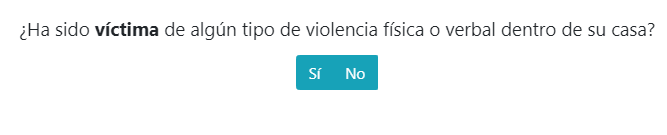 ¿Ha sido víctima de algún tipo de violencia física o verbal dentro de su casa?
Sí No